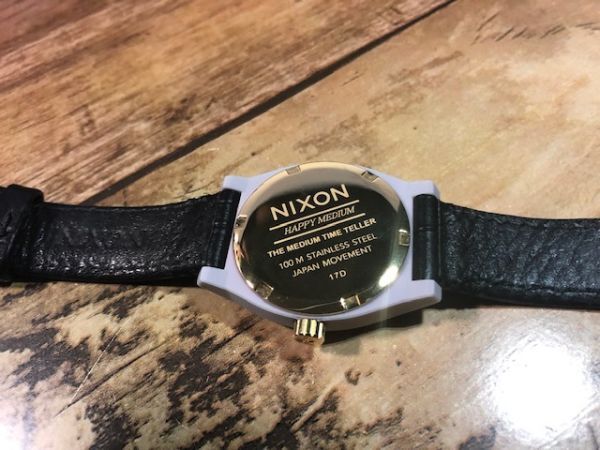 NIXON
HAPPY MEDIUM
THE MEDIUM TIME TELLER
100 M STAINLESS STEEL
JAPAN MOVEMENT
17D